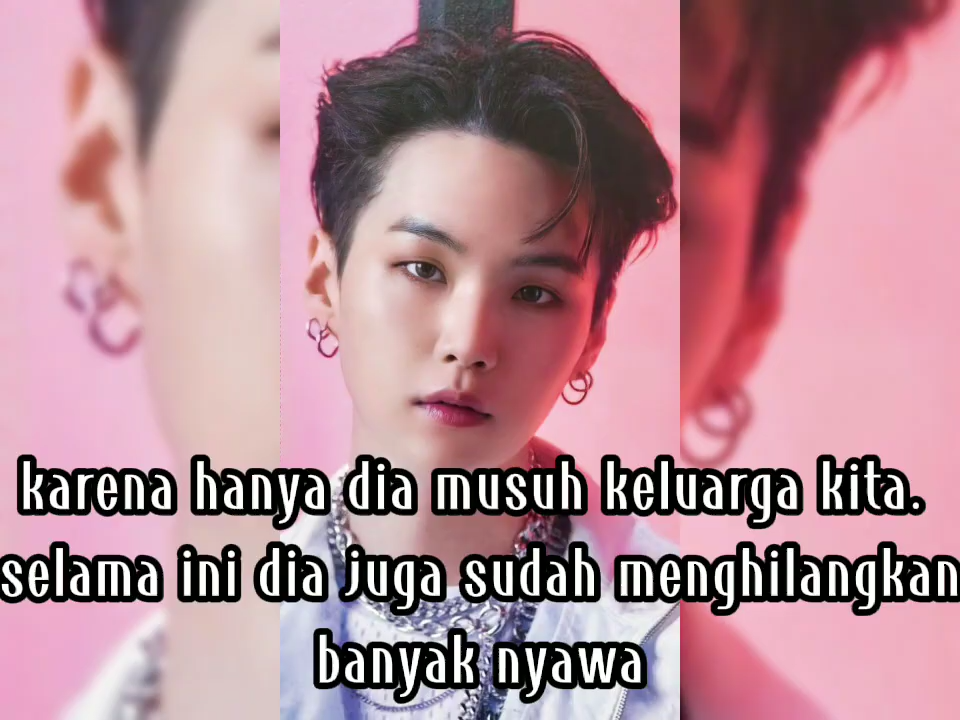 karena hanya dia musuh keluarga kita.
selama ini dia juga sudah menghilangkan
banyak nyawa